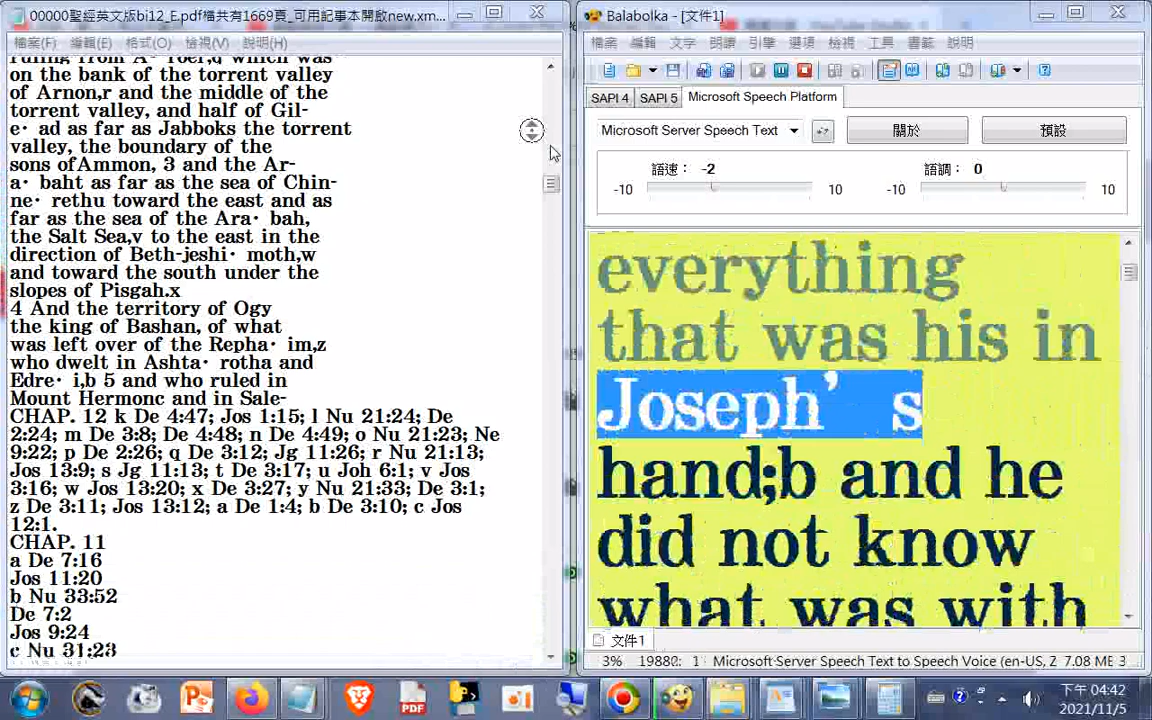 00000聖經英文版bi12_E.pdf檔共有1669頁_可用記事本開啟new.xm...
檔案(F) 編輯(E) 格式(O) 檢視(V) 說明(H)
ruling from A‧ roer,q which was
on the bank of the torrent valley
of Arnon,r and the middle of the
torrent valley, and half of Gil-
e‧ ad as far as Jabboks the torrent
valley, the boundary of the
sons ofAmmon, 3 and the Ar-
a‧ baht as far as the sea of Chin-
ne‧ rethu toward the east and as
far as the sea of the Ara‧ bah,
the Salt Sea,v to the east in the
direction of Beth-jeshi‧ moth,w
and toward the south under the
slopes of Pisgah.x
4 And the territory of Ogy
the king of Bashan, of what
was left over of the Repha‧ im,z
who dwelt in Ashta‧ rotha and
Edre‧ i,b 5 and who ruled in
Mount Hermonc and in Sale-
CHAP. 12 k De 4:47; Jos 1:15; l Nu 21:24; De
2:24; m De 3:8; De 4:48; n De 4:49; o Nu 21:23; Ne
9:22; p De 2:26; q De 3:12; Jg 11:26; r Nu 21:13;
Jos 13:9; s Jg 11:13; t De 3:17; u Joh 6:1; v Jos
3:16; w Jos 13:20; x De 3:27; y Nu 21:33; De 3:1;
z De 3:11; Jos 13:12; a De 1:4; b De 3:10; c Jos
12:1.
CHAP. 11
a De 7:16
Jos 11:20
b Nu 33:52
De 7:2
Jos 9:24
c Nu 31:23
Balabolka - [文件1]
檔案 編輯 文字 朗讀 引擎 選項 檢視 工具 書籤 說明
SAPI 4 SAPI 5 Microsoft Speech Platform
Microsoft Server Speech Text 關於 預設
語速: -2 語調: 0
-10 10 -10 10
everything
that was his in
Joseph’ s
hand;b and he
did not know
what was with
文件1
3% 19880: 1 Microsoft Server Speech Text to Speech Voice (en-US, 2 7.08 MB 3
PDF
下午 04:42
2021/11/5